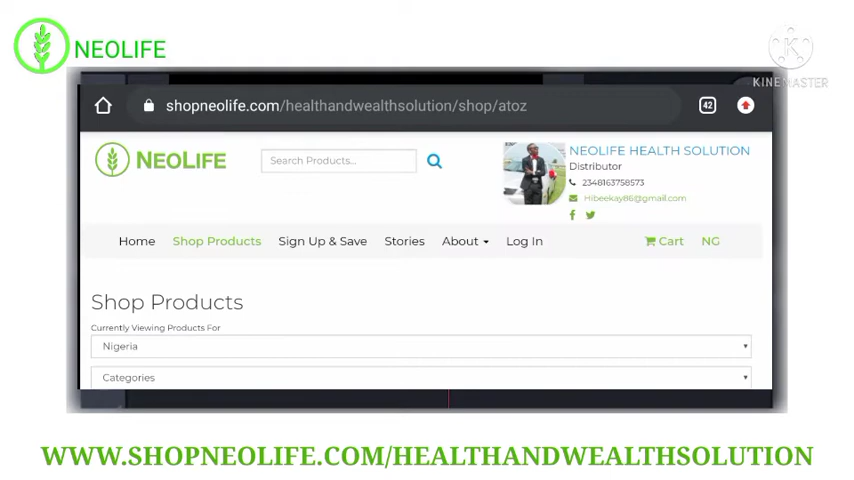 NEOLIFE
KINEMASTER
shopneolife.com/healthandwealthsolution/shop/atoz
42
NEOLIFE
Search Products...
NEOLIFE HEALTH SOLUTION
Distributor
2348163758573
Hibeekay86@gmail.com
Home Shop Products Sign Up & Save Stories About Log In Cart NG
Shop Products
Currently Viewing Products For
Nigeria
Categories
WWW.SHOPNEOLIFE.COM/HEALTHANDWEALTHSOLUTION